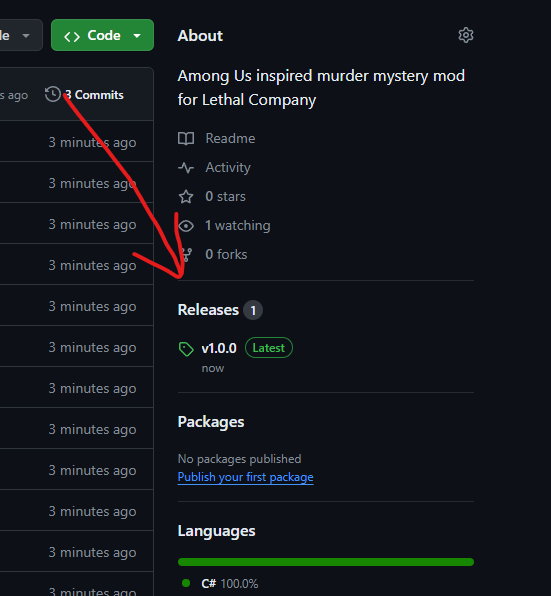 le
Code
About
Among Us inspired murder mystery mod
for Lethal Company
s ago
3 Commits
3 minutes ago
3 minutes ago
3 minutes ago
3 minutes ago
3 minutes ago
3 minutes ago
3 minutes ago
3 minutes ago
3 minutes ago
3 minutes ago
3 minutes ago
Readme
Activity
0 stars
1 watching
0 forks
Releases 1
v1.0.0 Latest
now
Packages
No packages published
Publish your first package
Languages
C# 100.0%